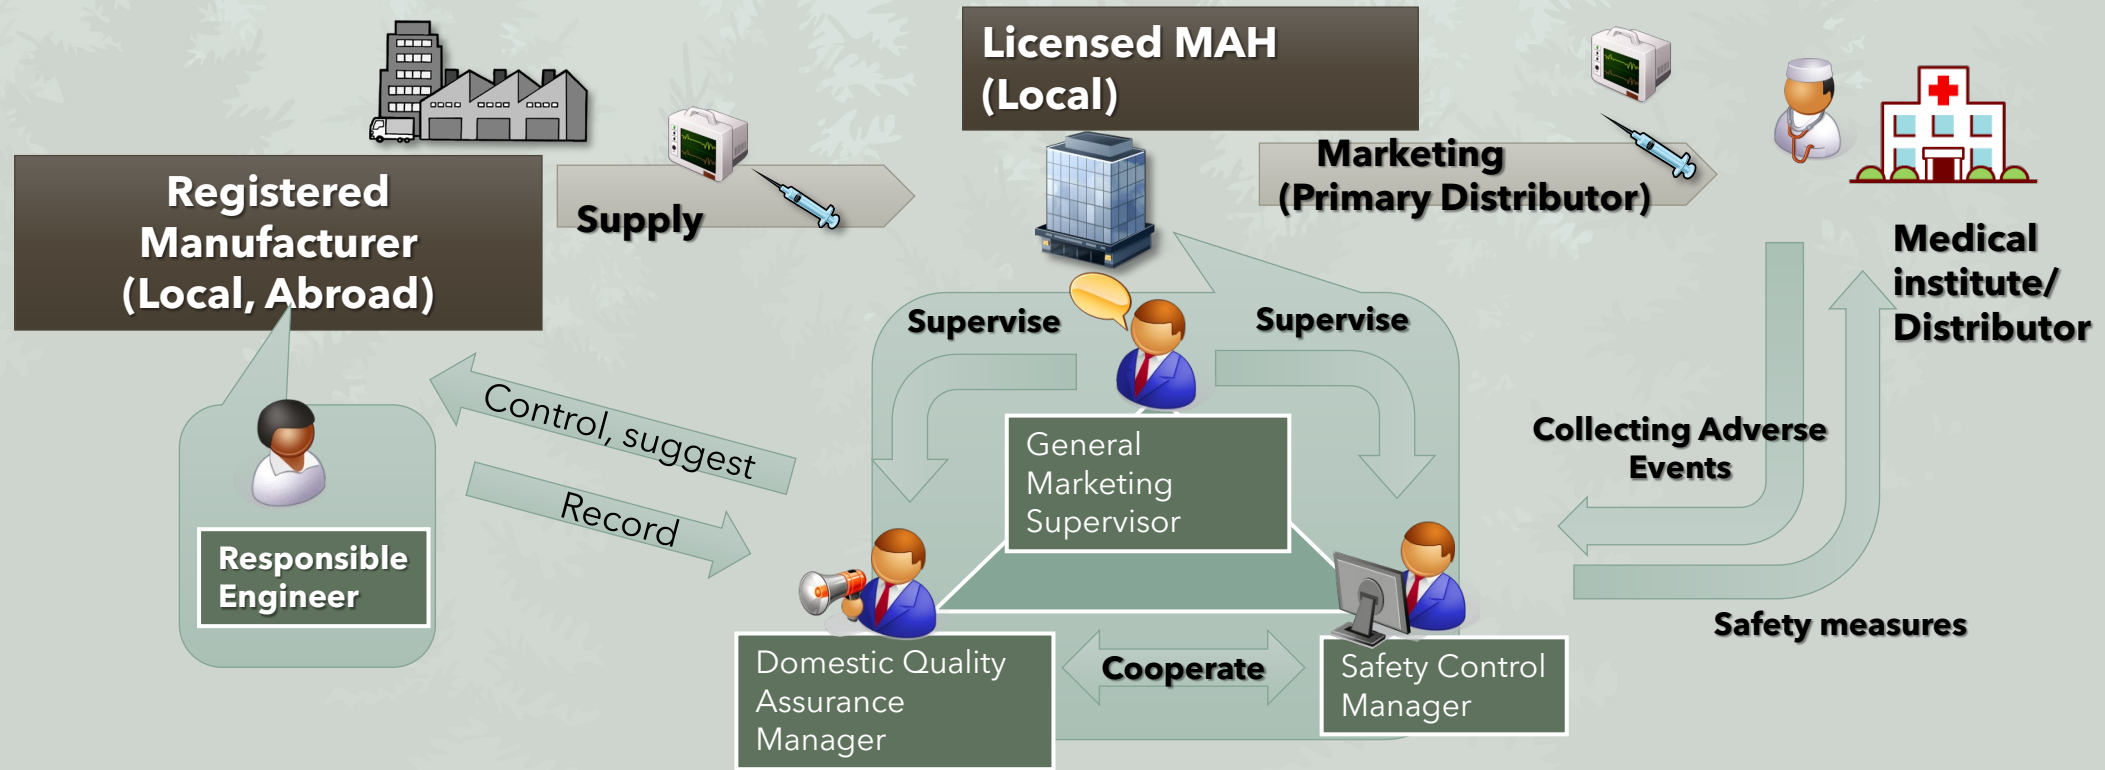 Licensed MAH
(Local)
Registered
Manufacturer
(Local, Abroad)
Supply
Marketing
(Primary Distributor)
Medical
institute/
Distributor
Supervise
Supervise
Control, suggest
Record
General
Marketing
Supervisor
Collecting Adverse
Events
Responsible
Engineer
Safety measures
Domestic Quality
Assurance
Manager
Cooperate
Safety Control
Manager